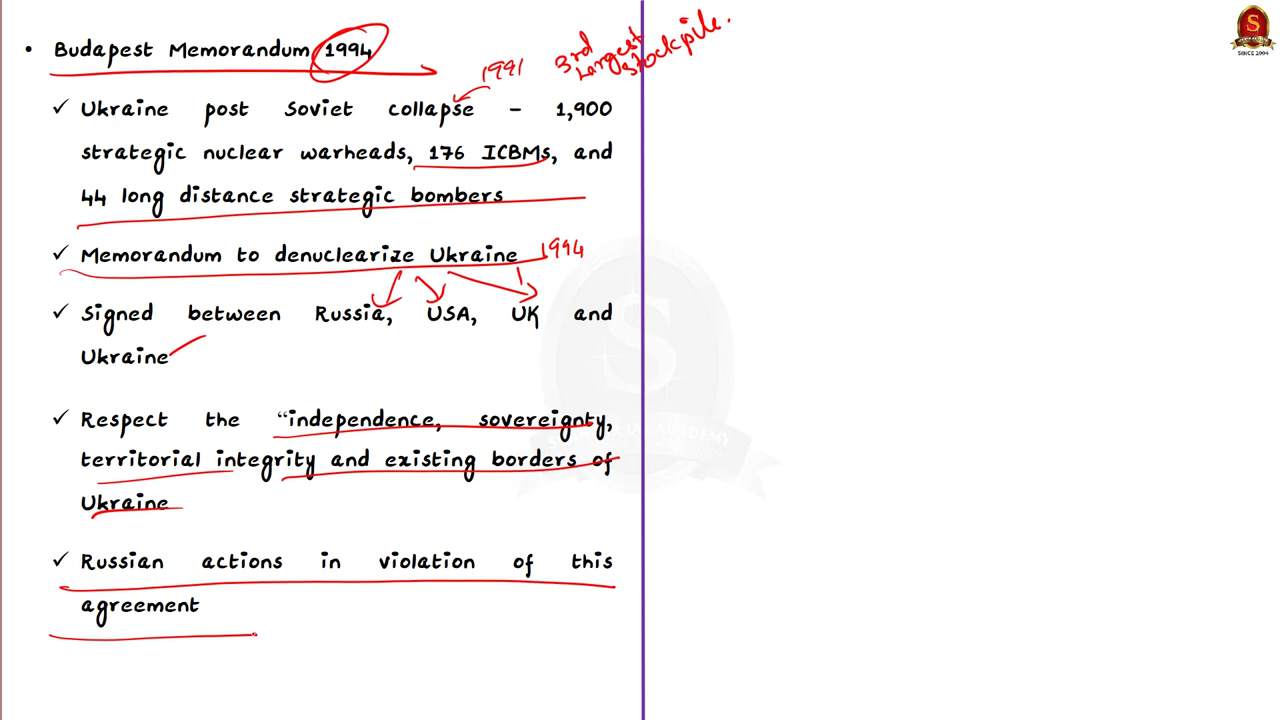 • Budapest Memorandum 1994
1991 3rd Largest Stockpile.
✓ Ukraine post Soviet collapse - 1,900
strategic nuclear warheads, 176 ICBMs, and
44 long distance strategic bombers
✓ Memorandum to denuclearize Ukraine 1994
✓ Signed between Russia, USA, UK and
Ukraine
✓ Respect the “independence, sovereignty,
territorial integrity and existing borders of
Ukraine
✓ Russian actions in violation of this
agreement
SINCE 2004